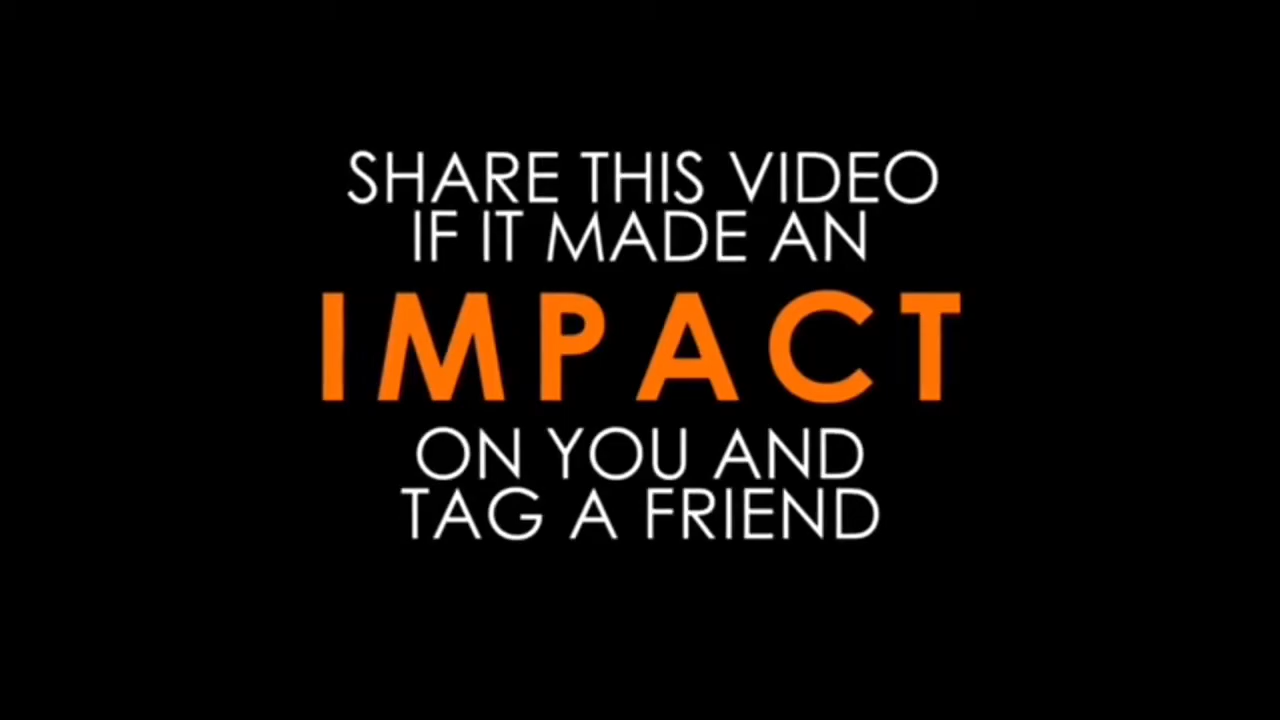 SHARE THIS VIDEO
IF IT MADE AN
IMPACT
ON YOU AND
TAG A FRIEND